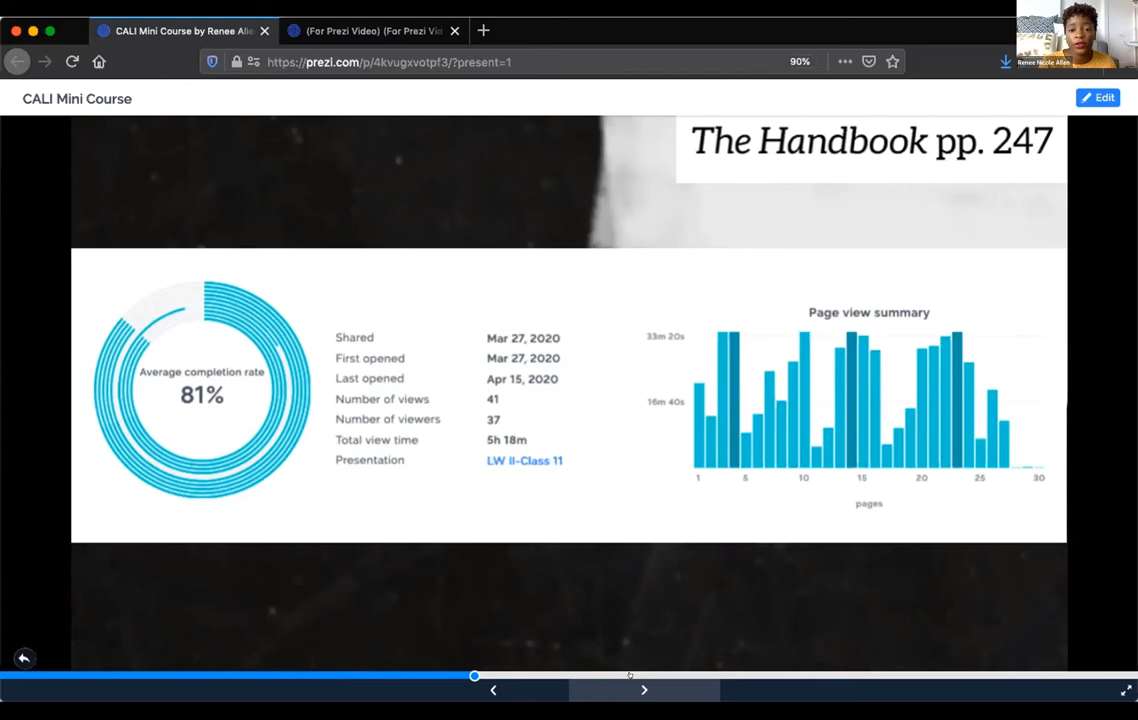 CALI Mini Course by Renee Alle
(For Prezi Video) (For Prezi Vid
https://prezi.com/p/4kvugxvotpf3/?present=1
90%
Renee Nicole Allen
CALI Mini Course
Edit
The Handbook pp. 247
Average completion rate
81%
Shared Mar 27, 2020
First opened Mar 27, 2020
Last opened Apr 15, 2020
Number of views 41
Number of viewers 37
Total view time 5h 18m
Presentation LW II-Class 11
Page view summary
33m 20s
16m 40s
1 5 10 15 20 25 30
pages